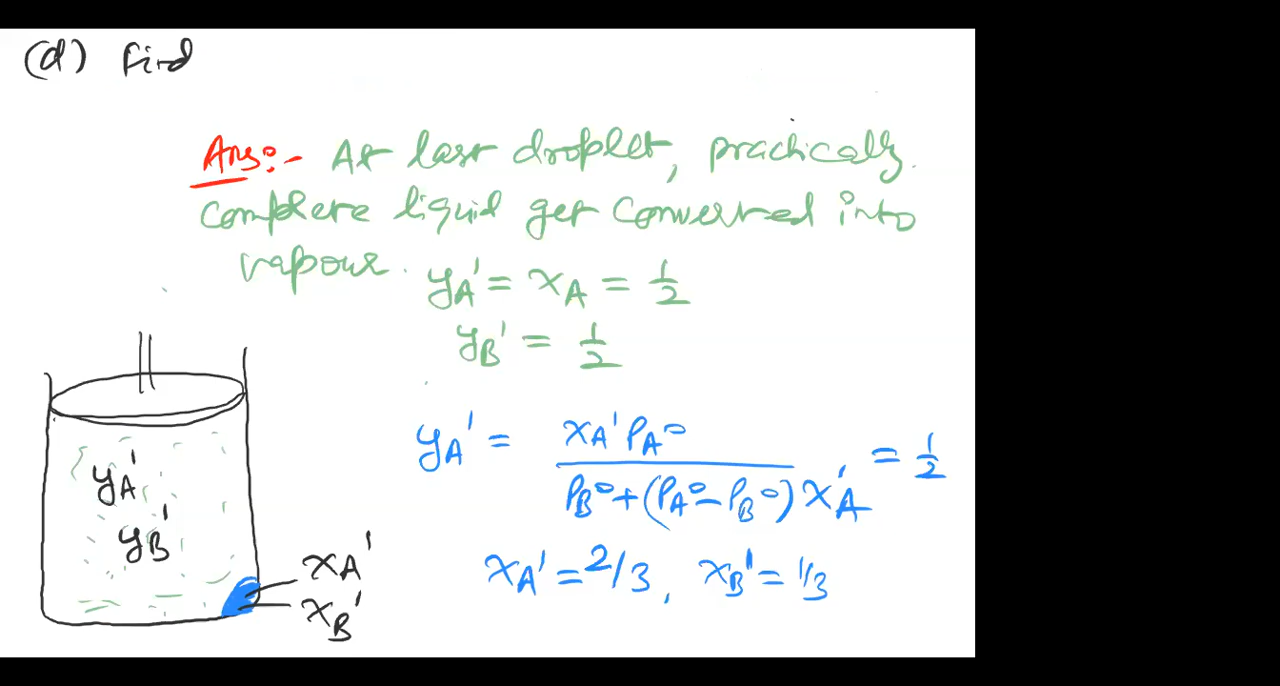 (d) Find
Ans:- At last droplet, practically
complete liquid get converted into
vapour. yA' = xA = 1/2
yB' = 1/2
yA' = xA' PA° / PB° + (PA° - PB°) xA' = 1/2
xA' = 2/3, xB' = 1/3
yA'
yB'
xA'
xB'